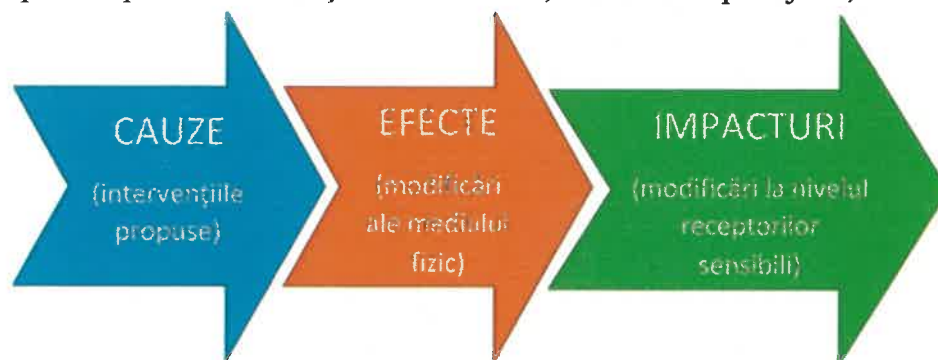 CAUZE
(intervențiile
propuse)
EFECTE
(modificări
ale mediului
fizic)
IMPACTURI
(modificări la nivelul
receptorilor
sensibili)